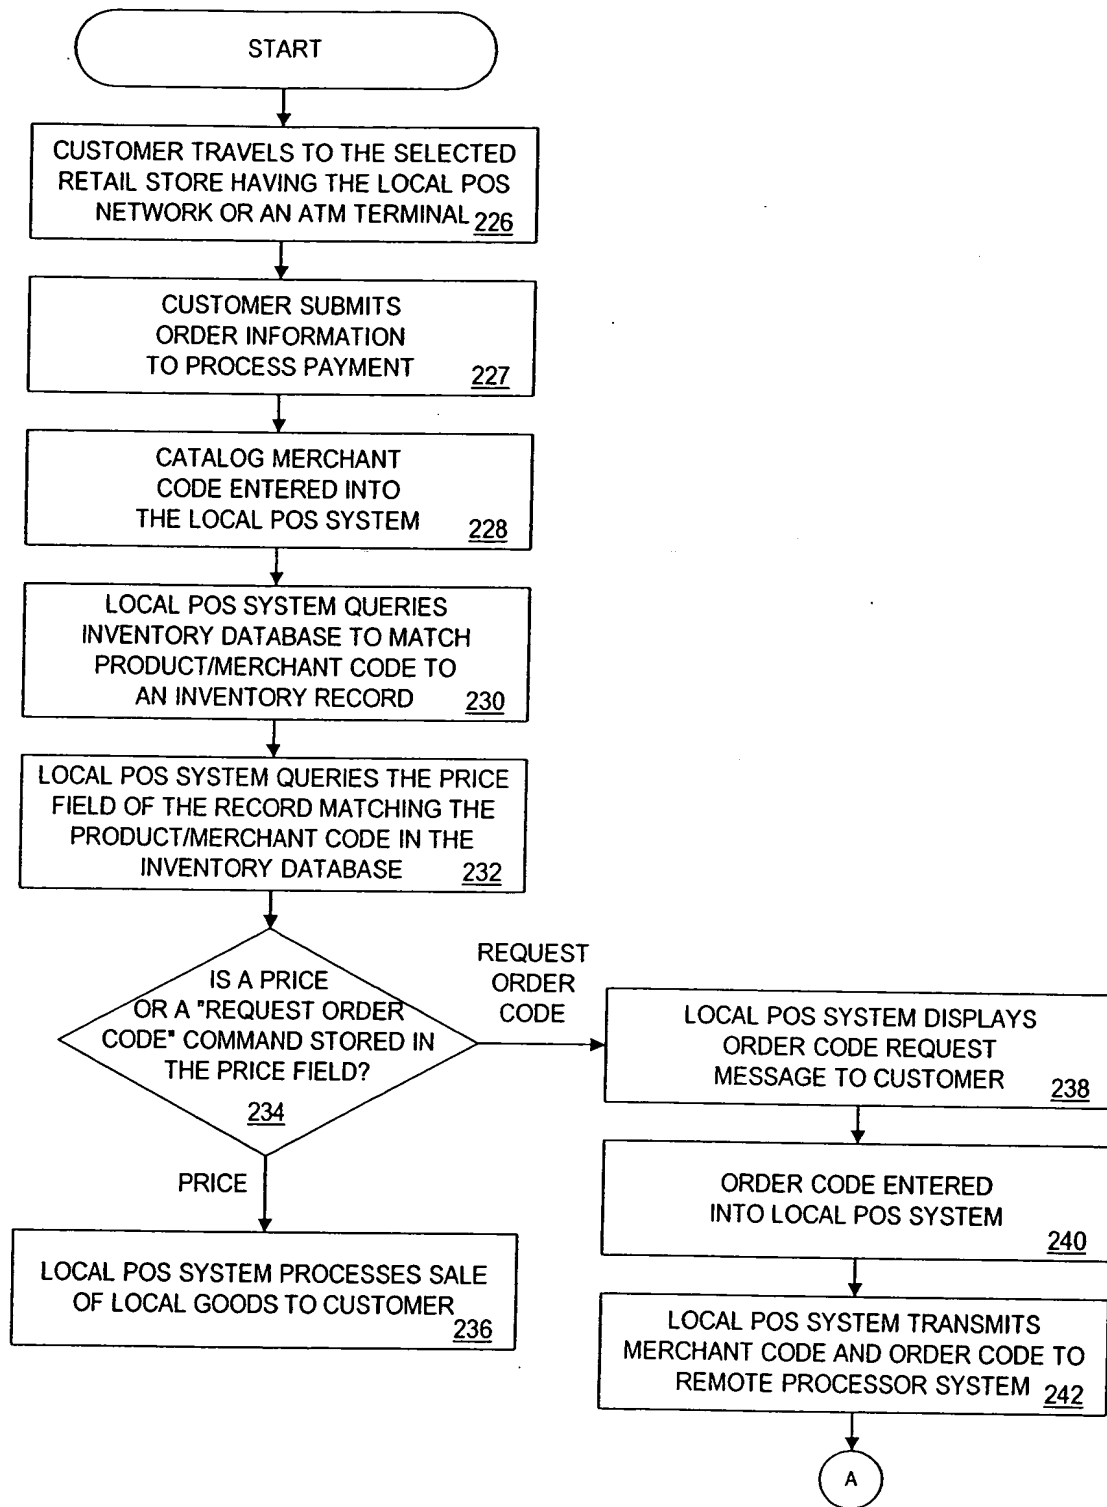 START
CUSTOMER TRAVELS TO THE SELECTED
RETAIL STORE HAVING THE LOCAL POS
NETWORK OR AN ATM TERMINAL 226
CUSTOMER SUBMITS
ORDER INFORMATION
TO PROCESS PAYMENT 227
CATALOG MERCHANT
CODE ENTERED INTO
THE LOCAL POS SYSTEM 228
LOCAL POS SYSTEM QUERIES
INVENTORY DATABASE TO MATCH
PRODUCT/MERCHANT CODE TO
AN INVENTORY RECORD 230
LOCAL POS SYSTEM QUERIES THE PRICE
FIELD OF THE RECORD MATCHING THE
PRODUCT/MERCHANT CODE IN THE
INVENTORY DATABASE 232
IS A PRICE
OR A "REQUEST ORDER
CODE" COMMAND STORED IN
THE PRICE FIELD?
234
PRICE
LOCAL POS SYSTEM PROCESSES SALE
OF LOCAL GOODS TO CUSTOMER 236
REQUEST
ORDER
CODE
LOCAL POS SYSTEM DISPLAYS
ORDER CODE REQUEST
MESSAGE TO CUSTOMER 238
ORDER CODE ENTERED
INTO LOCAL POS SYSTEM
240
LOCAL POS SYSTEM TRANSMITS
MERCHANT CODE AND ORDER CODE TO
REMOTE PROCESSOR SYSTEM 242
A